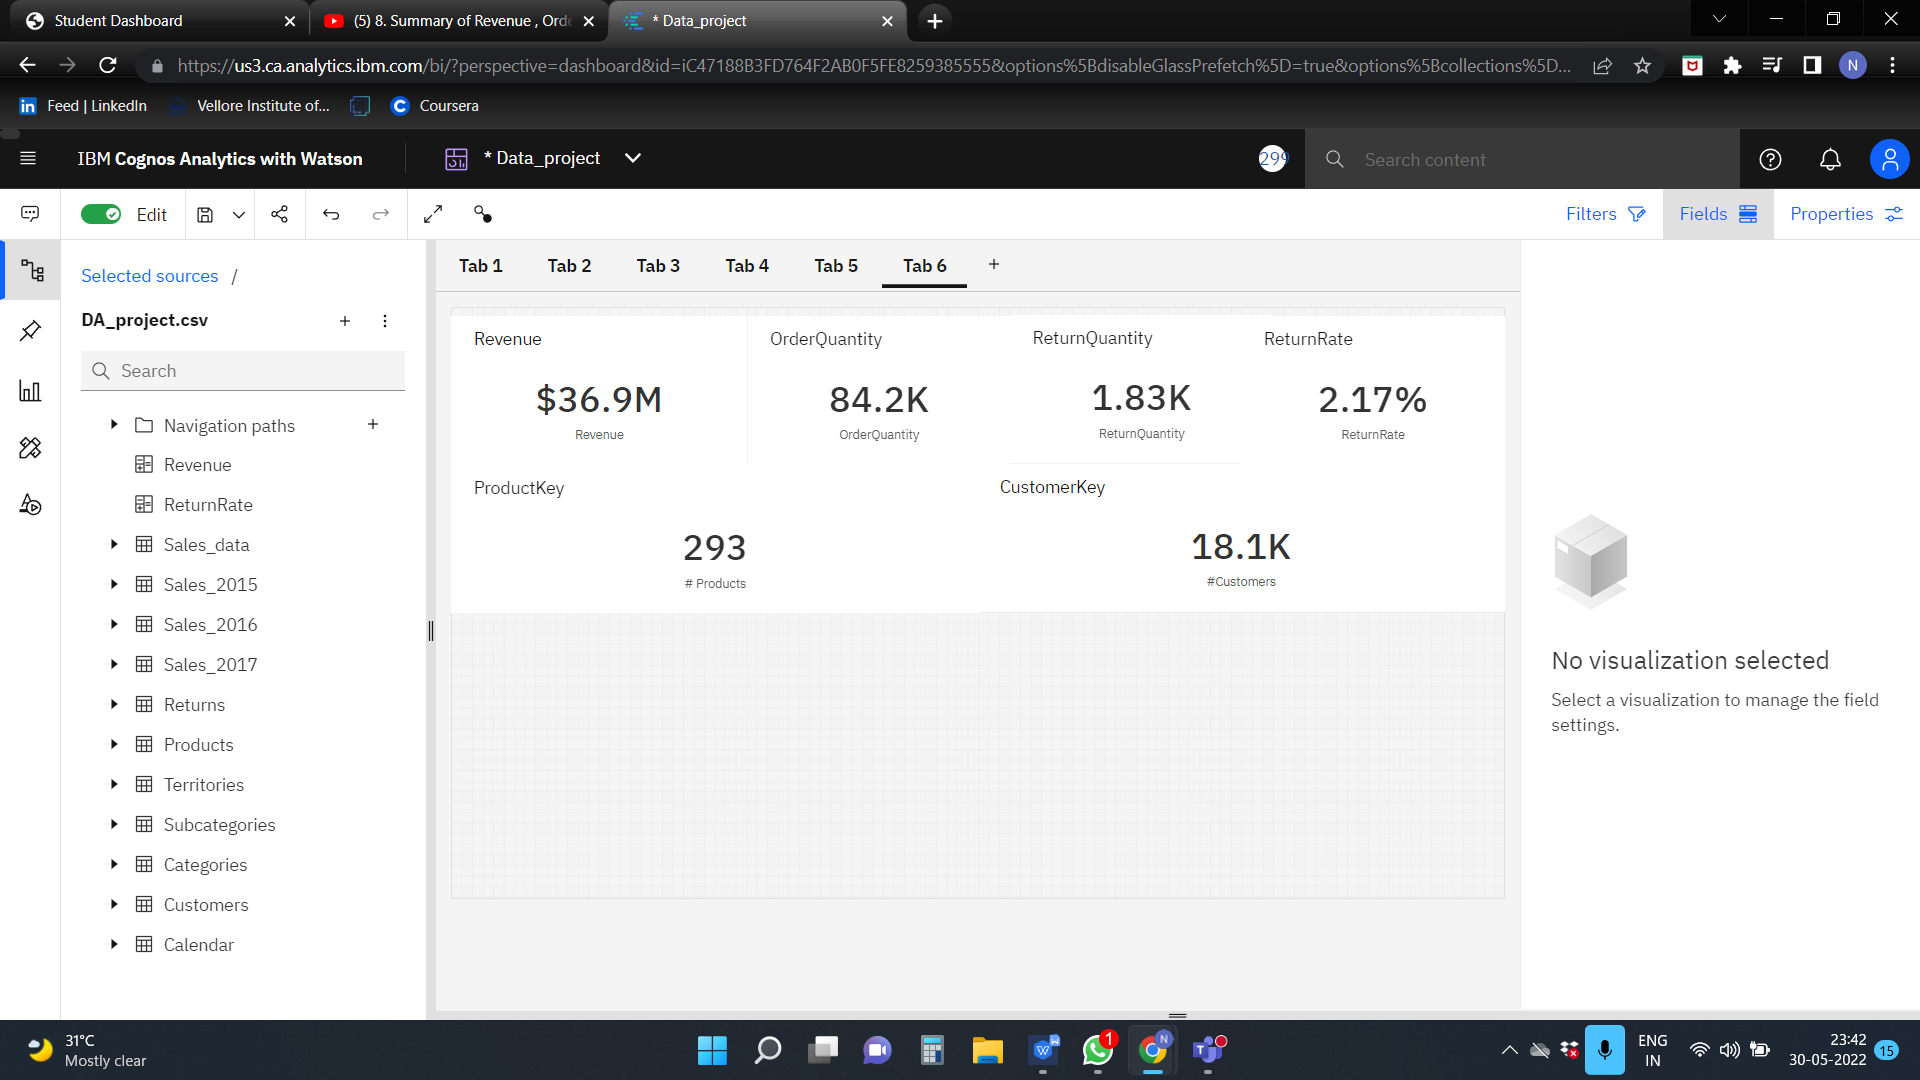 Student Dashboard
(5) 8. Summary of Revenue , Orde
* Data_project
https://us3.ca.analytics.ibm.com/bi/?perspective=dashboard&id=iC47188B3FD764F2AB0F5FE8259385555&options%5BdisableGlassPrefetch%5D=true&options%5Bcollections%5D...
N
Feed | LinkedIn
Vellore Institute of...
Coursera
IBM Cognos Analytics with Watson
* Data_project
299
Search content
Edit
Filters
Fields
Properties
Selected sources /
DA_project.csv
Search
Navigation paths
Revenue
ReturnRate
Sales_data
Sales_2015
Sales_2016
Sales_2017
Returns
Products
Territories
Subcategories
Categories
Customers
Calendar
Tab 1
Tab 2
Tab 3
Tab 4
Tab 5
Tab 6
Revenue
$36.9M
Revenue
OrderQuantity
84.2K
OrderQuantity
ReturnQuantity
1.83K
ReturnQuantity
ReturnRate
2.17%
ReturnRate
ProductKey
293
# Products
CustomerKey
18.1K
#Customers
No visualization selected
Select a visualization to manage the field
settings.
31°C
Mostly clear
1
N
ENG
IN
23:42
30-05-2022
15